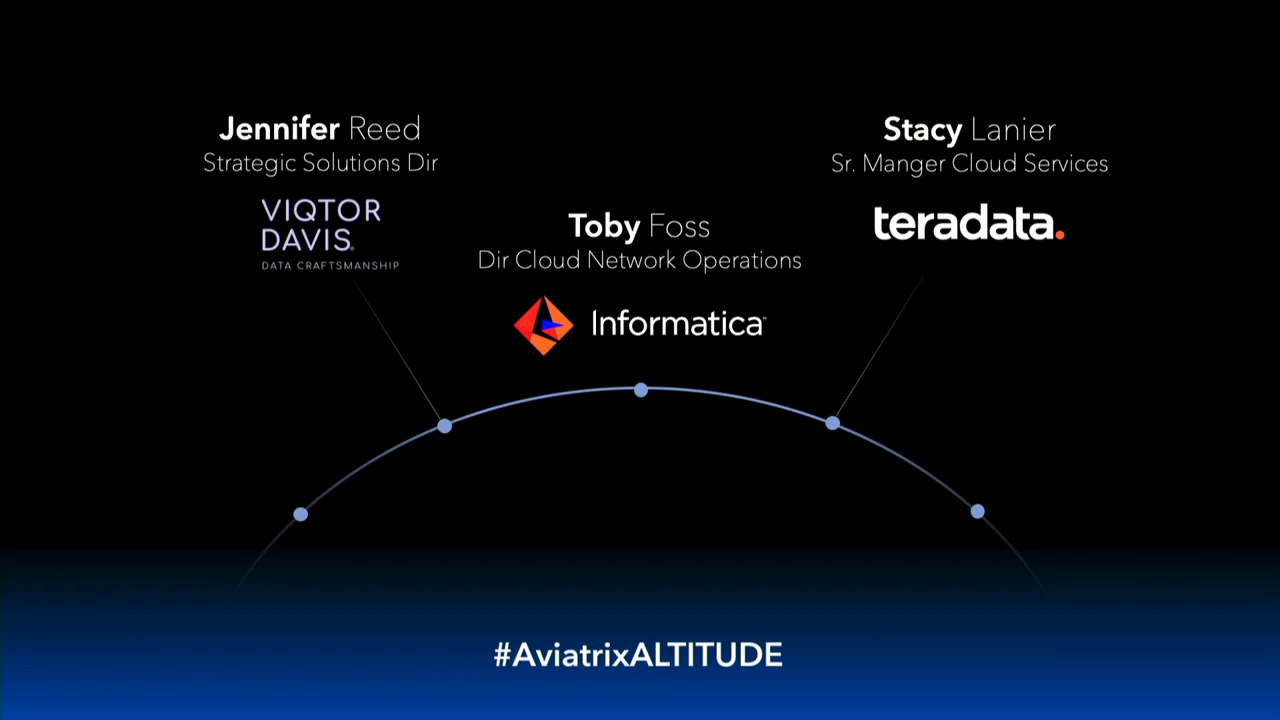 Jennifer Reed
Strategic Solutions Dir
VIQTOR
DAVIS®
DATA CRAFTSMANSHIP
Toby Foss
Dir Cloud Network Operations
Informatica™
Stacy Lanier
Sr. Manger Cloud Services
teradata.
#AviatrixALTITUDE